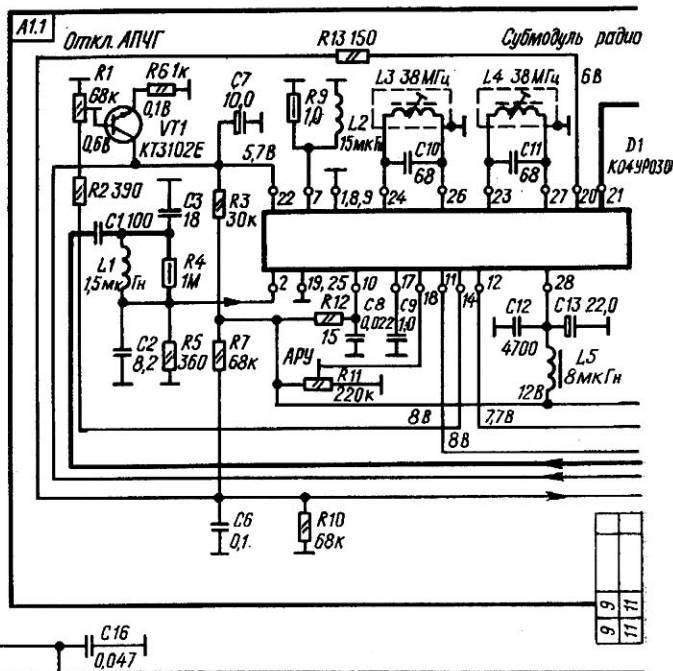 А1.1
Откл. АПЧГ
R13 150
Субмодуль радио
R1
68к
R6 1к
0,1В
0,6В
VT1
КТ3102Е
C7
10,0
R9
1,0
L2
15мкГн
L3 38МГц
C10
68
L4 38МГц
C11
68
6В
D1
К04УР030
5,7В
22
7
1,8,9
24
26
23
27
20
21
R2 390
C1 100
C3
18
R3
30к
L1
1,5мкГн
R4
1М
2
19, 25
10
17
18
11
14
12
28
R12
15
C8
0,022
C9
1,0
C12
4700
C13 22,0
C2
8,2
R5
360
R7
68к
АРУ
R11
220к
L5
8мкГн
12В
8В
8В
7,7В
C6
0,1
R10
68к
9
9
11
11
C16
0,047